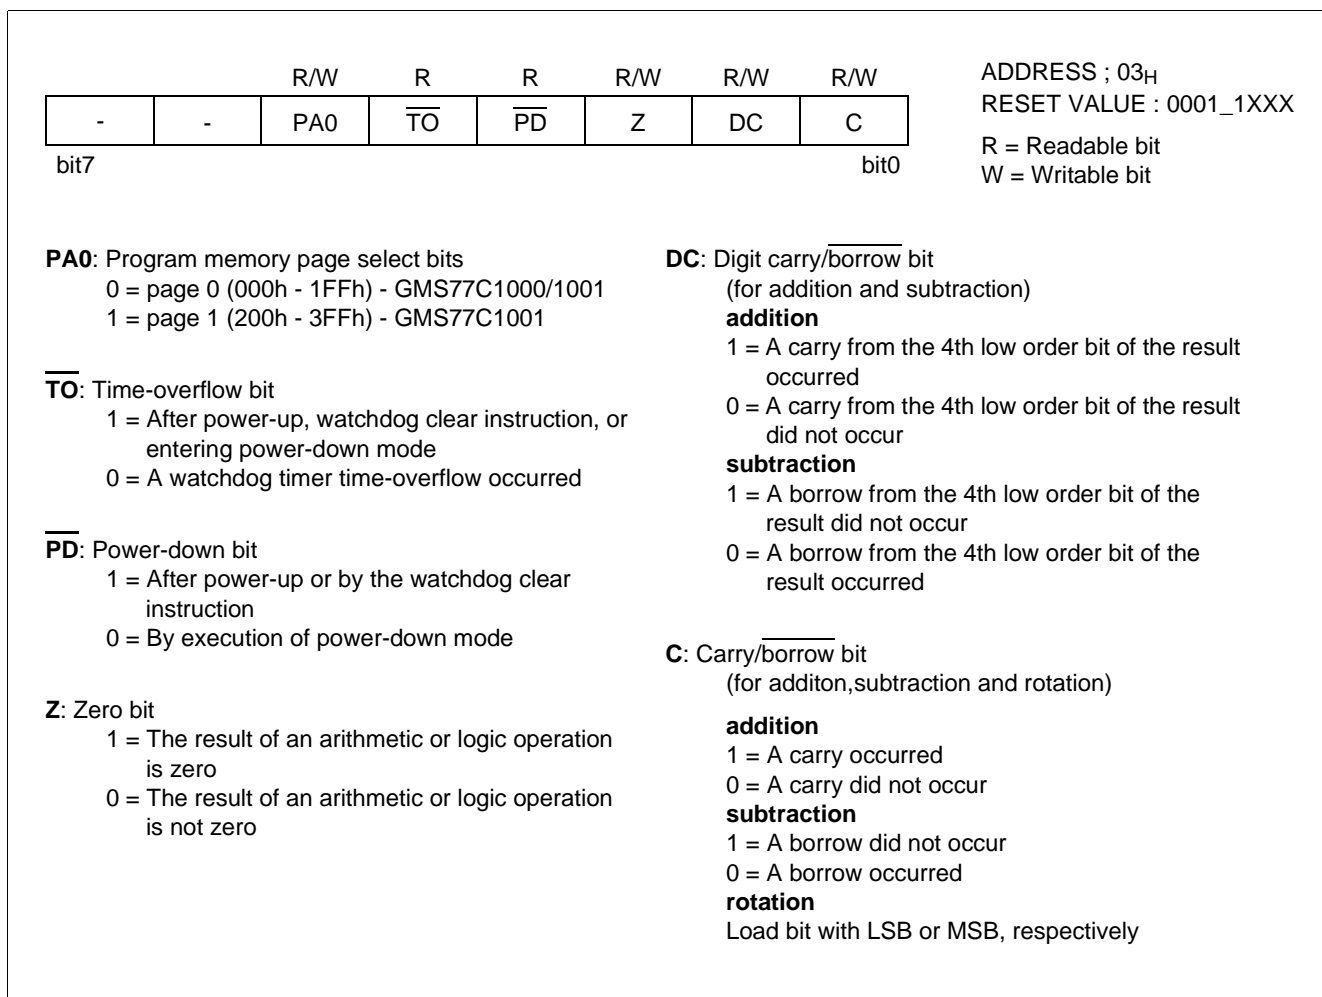 R/W R R R/W R/W R/W
- - PA0 TO PD Z DC C
bit7 bit0
ADDRESS ; 03H
RESET VALUE : 0001_1XXX
R = Readable bit
W = Writable bit
PA0: Program memory page select bits
0 = page 0 (000h - 1FFh) - GMS77C1000/1001
1 = page 1 (200h - 3FFh) - GMS77C1001
TO: Time-overflow bit
1 = After power-up, watchdog clear instruction, or
entering power-down mode
0 = A watchdog timer time-overflow occurred
PD: Power-down bit
1 = After power-up or by the watchdog clear
instruction
0 = By execution of power-down mode
Z: Zero bit
1 = The result of an arithmetic or logic operation
is zero
0 = The result of an arithmetic or logic operation
is not zero
DC: Digit carry/borrow bit
(for addition and subtraction)
addition
1 = A carry from the 4th low order bit of the result
occurred
0 = A carry from the 4th low order bit of the result
did not occur
subtraction
1 = A borrow from the 4th low order bit of the
result did not occur
0 = A borrow from the 4th low order bit of the
result occurred
C: Carry/borrow bit
(for additon,subtraction and rotation)
addition
1 = A carry occurred
0 = A carry did not occur
subtraction
1 = A borrow did not occur
0 = A borrow occurred
rotation
Load bit with LSB or MSB, respectively